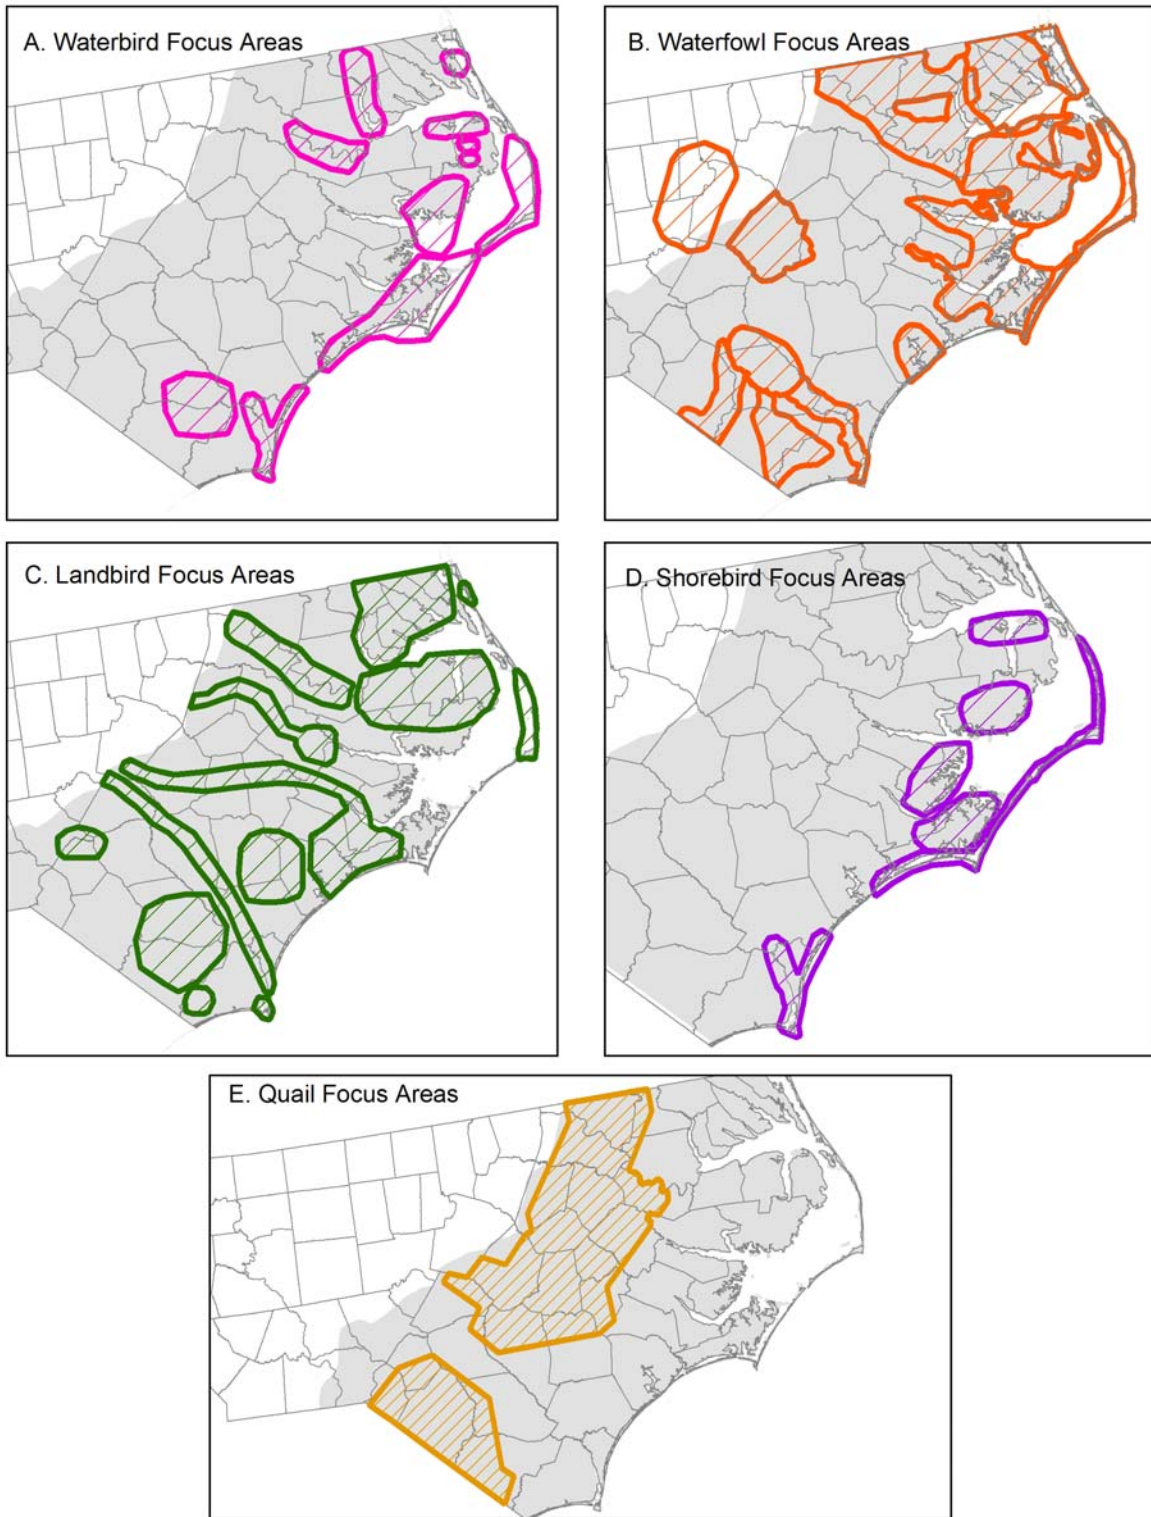 A. Waterbird Focus Areas
B. Waterfowl Focus Areas
C. Landbird Focus Areas
D. Shorebird Focus Areas
E. Quail Focus Areas